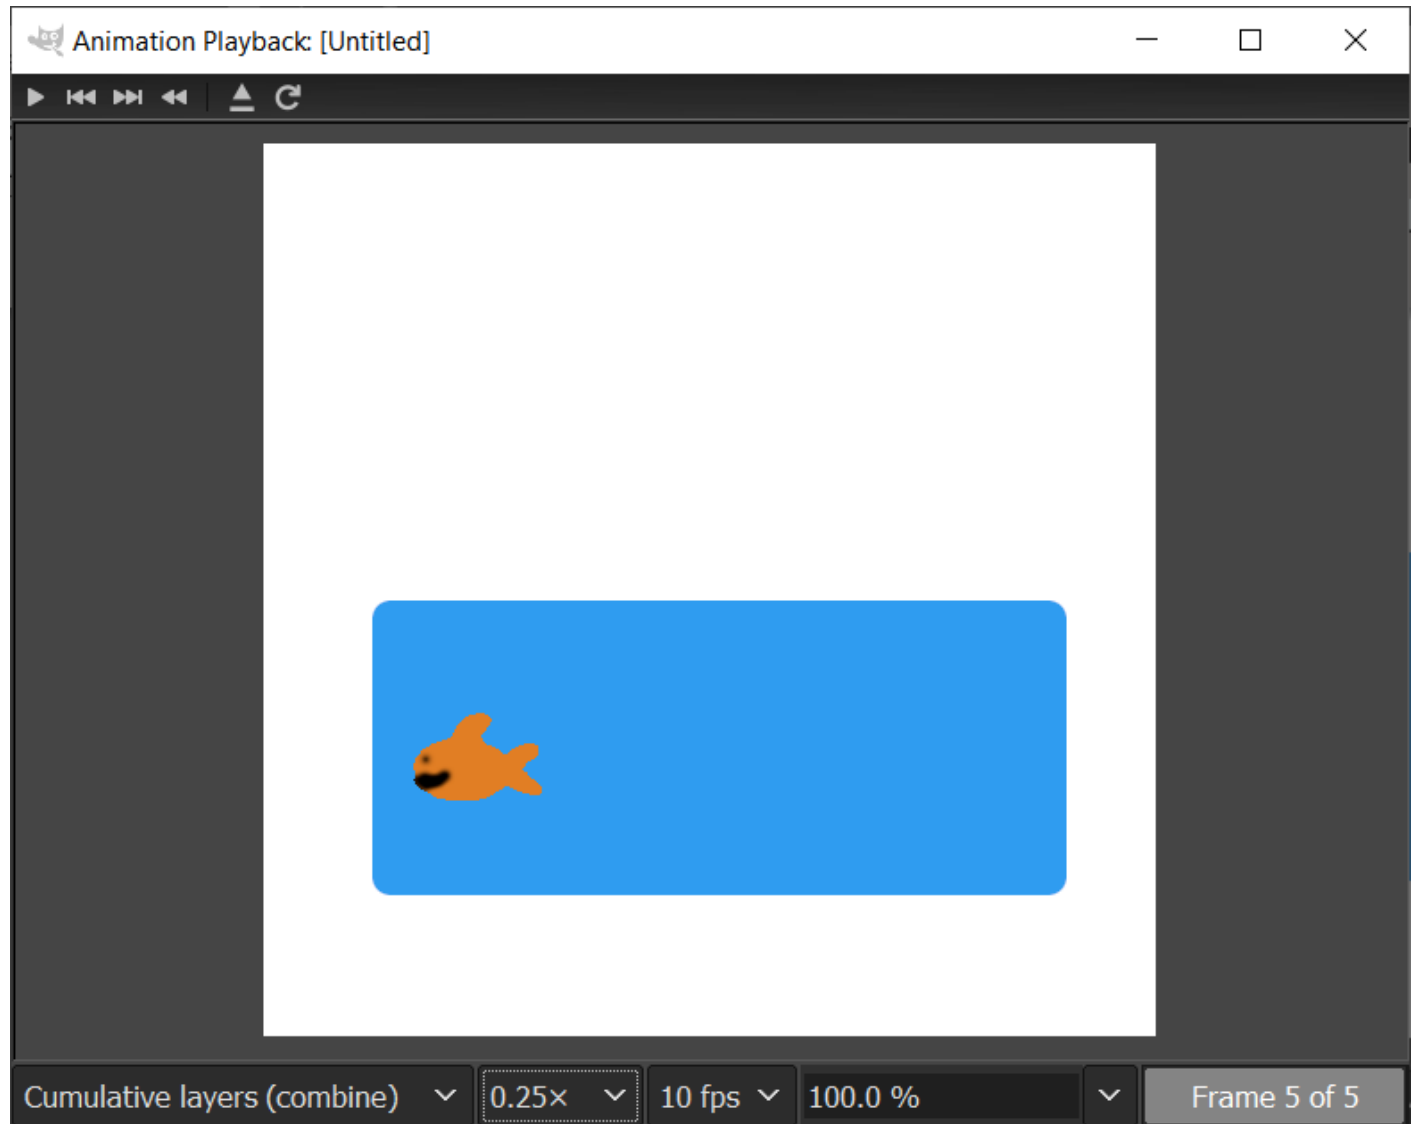 Animation Playback: [Untitled]
Cumulative layers (combine) 0.25× 10 fps 100.0 % Frame 5 of 5